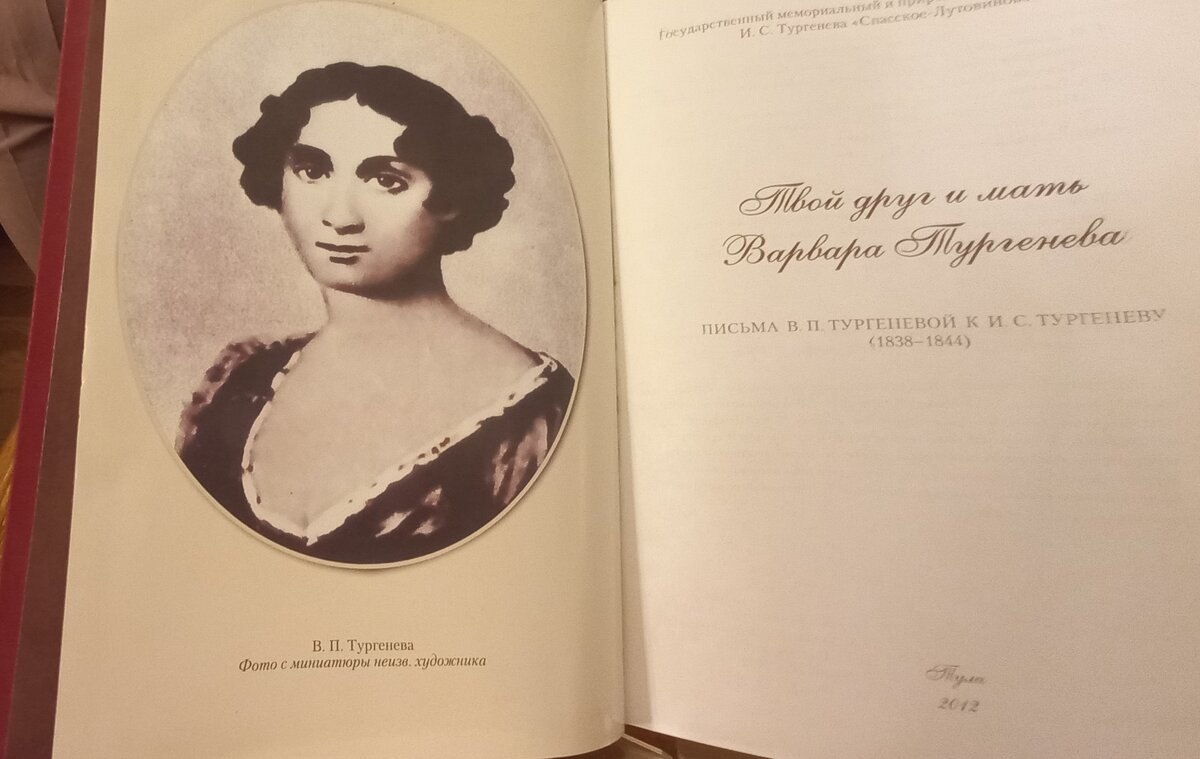 В. П. Тургенева
Фото с миниатюры неизв. художника
Государственный мемориальный и
И. С. Тургенева «Спасское-Лутовиново
Твой друг и мать
Варвара Тургенева
ПИСЬМА В. П. ТУРГЕНЕВОЙ К И. С. ТУРГЕНЕВУ
(1838–1844)
Тула
2012